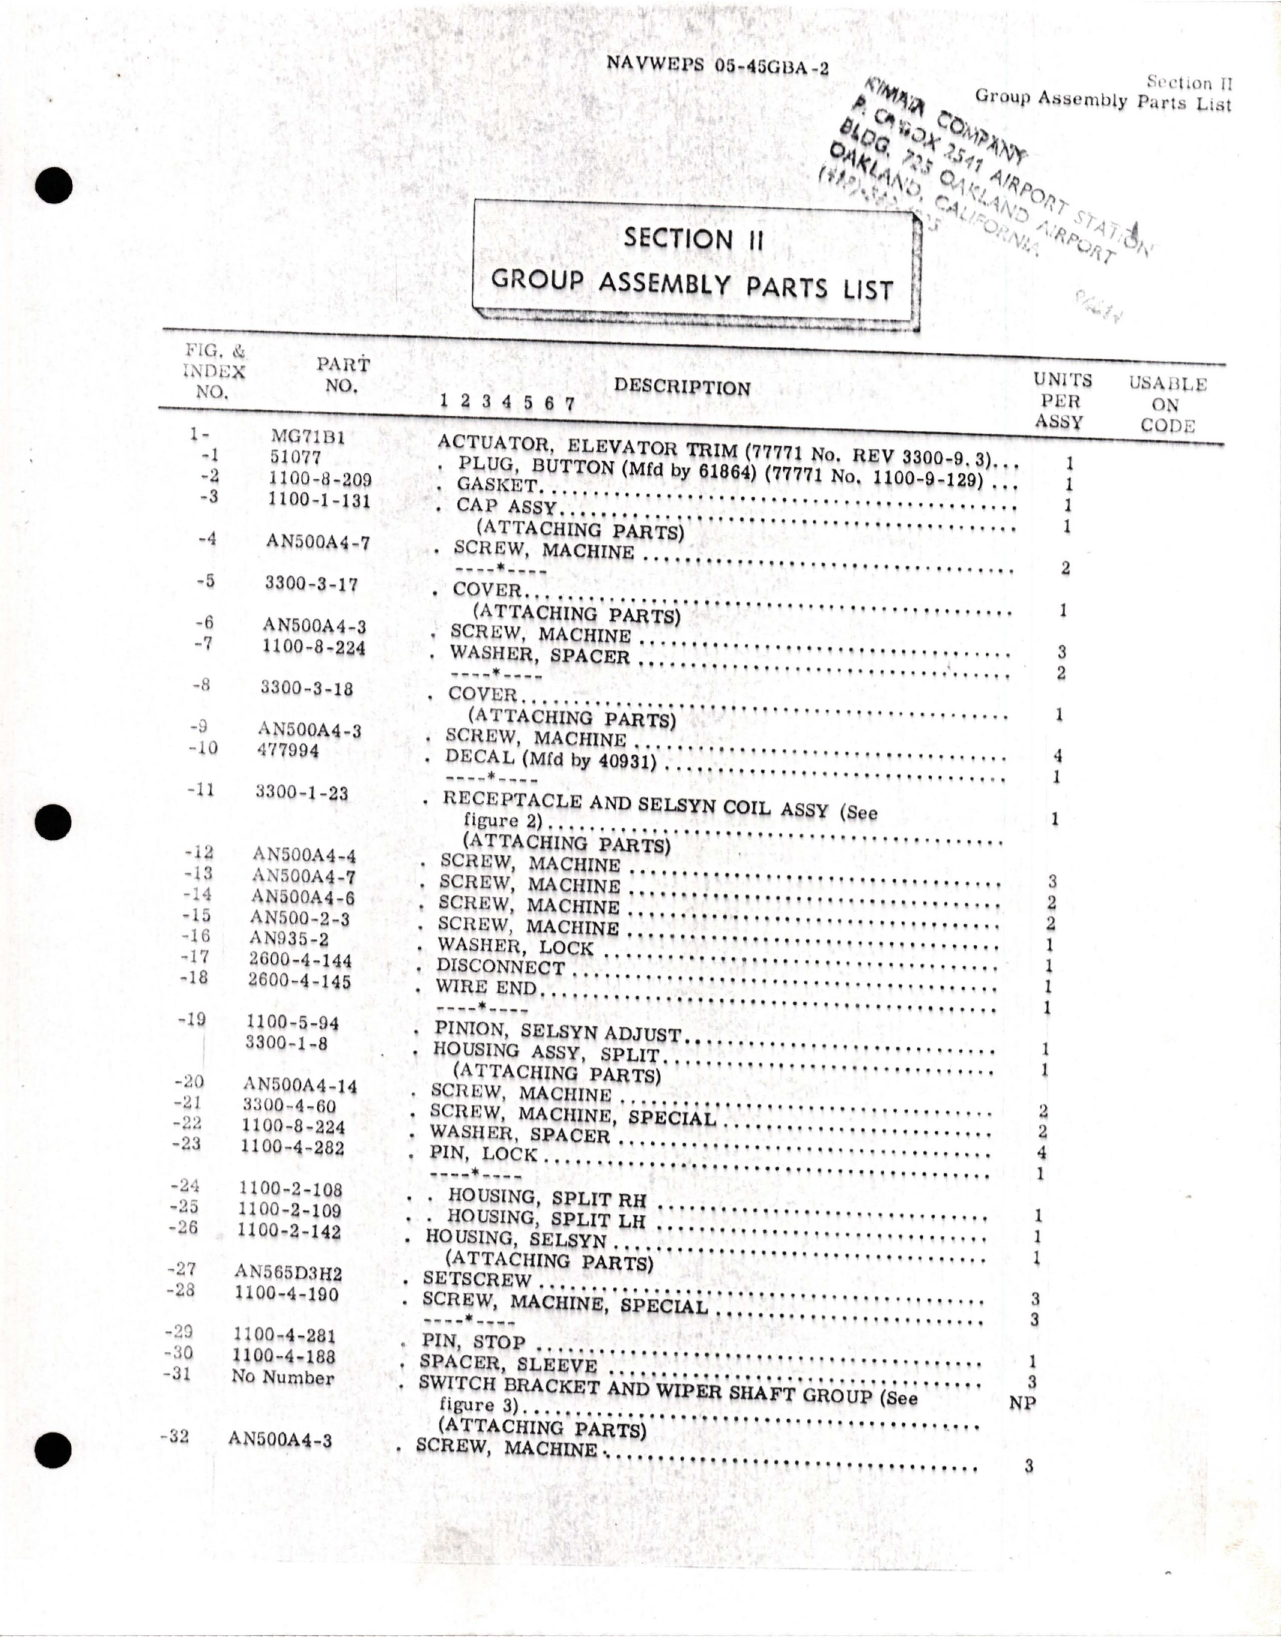 NAVWEPS 05-45GBA-2
Section II
Group Assembly Parts List
COMPANY
2541 AIRPORT STATION
BLDG. 725 OAKLAND AIRPORT
OAKLAND, CALIFORNIA
SECTION II
GROUP ASSEMBLY PARTS LIST
FIG. & INDEX NO. PART NO. DESCRIPTION UNITS PER ASSY USABLE ON CODE
1 2 3 4 5 6 7
1- MG71B1 ACTUATOR, ELEVATOR TRIM (77771 No. REV 3300-9.3)... 1
-1 51077 . PLUG, BUTTON (Mfd by 61864) (77771 No. 1100-9-129) ... 1
-2 1100-8-209 . GASKET 1
-3 1100-1-131 . CAP ASSY 1
(ATTACHING PARTS)
-4 AN500A4-7 . SCREW, MACHINE 2
----*----
-5 3300-3-17 . COVER 1
(ATTACHING PARTS)
-6 AN500A4-3 . SCREW, MACHINE 3
-7 1100-8-224 . WASHER, SPACER 2
----*----
-8 3300-3-18 . COVER 1
(ATTACHING PARTS)
-9 AN500A4-3 . SCREW, MACHINE 4
-10 477994 . DECAL (Mfd by 40931) 1
----*----
-11 3300-1-23 . RECEPTACLE AND SELSYN COIL ASSY (See
figure 2) 1
(ATTACHING PARTS)
-12 AN500A4-4 . SCREW, MACHINE 3
-13 AN500A4-7 . SCREW, MACHINE 2
-14 AN500A4-6 . SCREW, MACHINE 2
-15 AN500-2-3 . SCREW, MACHINE 1
-16 AN935-2 . WASHER, LOCK 1
-17 2600-4-144 . DISCONNECT 1
-18 2600-4-145 . WIRE END 1
----*----
-19 1100-5-94 . PINION, SELSYN ADJUST 1
3300-1-8 . HOUSING ASSY, SPLIT 1
(ATTACHING PARTS)
-20 AN500A4-14 . SCREW, MACHINE 2
-21 3300-4-60 . SCREW, MACHINE, SPECIAL 2
-22 1100-8-224 . WASHER, SPACER 4
-23 1100-4-282 . PIN, LOCK 1
----*----
-24 1100-2-108 . . HOUSING, SPLIT RH 1
-25 1100-2-109 . . HOUSING, SPLIT LH 1
-26 1100-2-142 . HOUSING, SELSYN 1
(ATTACHING PARTS)
-27 AN565D3H2 . SETSCREW 3
-28 1100-4-190 . SCREW, MACHINE, SPECIAL 3
----*----
-29 1100-4-281 . PIN, STOP 1
-30 1100-4-188 . SPACER, SLEEVE 3
-31 No Number . SWITCH BRACKET AND WIPER SHAFT GROUP (See NP
figure 3)
(ATTACHING PARTS)
-32 AN500A4-3 . SCREW, MACHINE 3